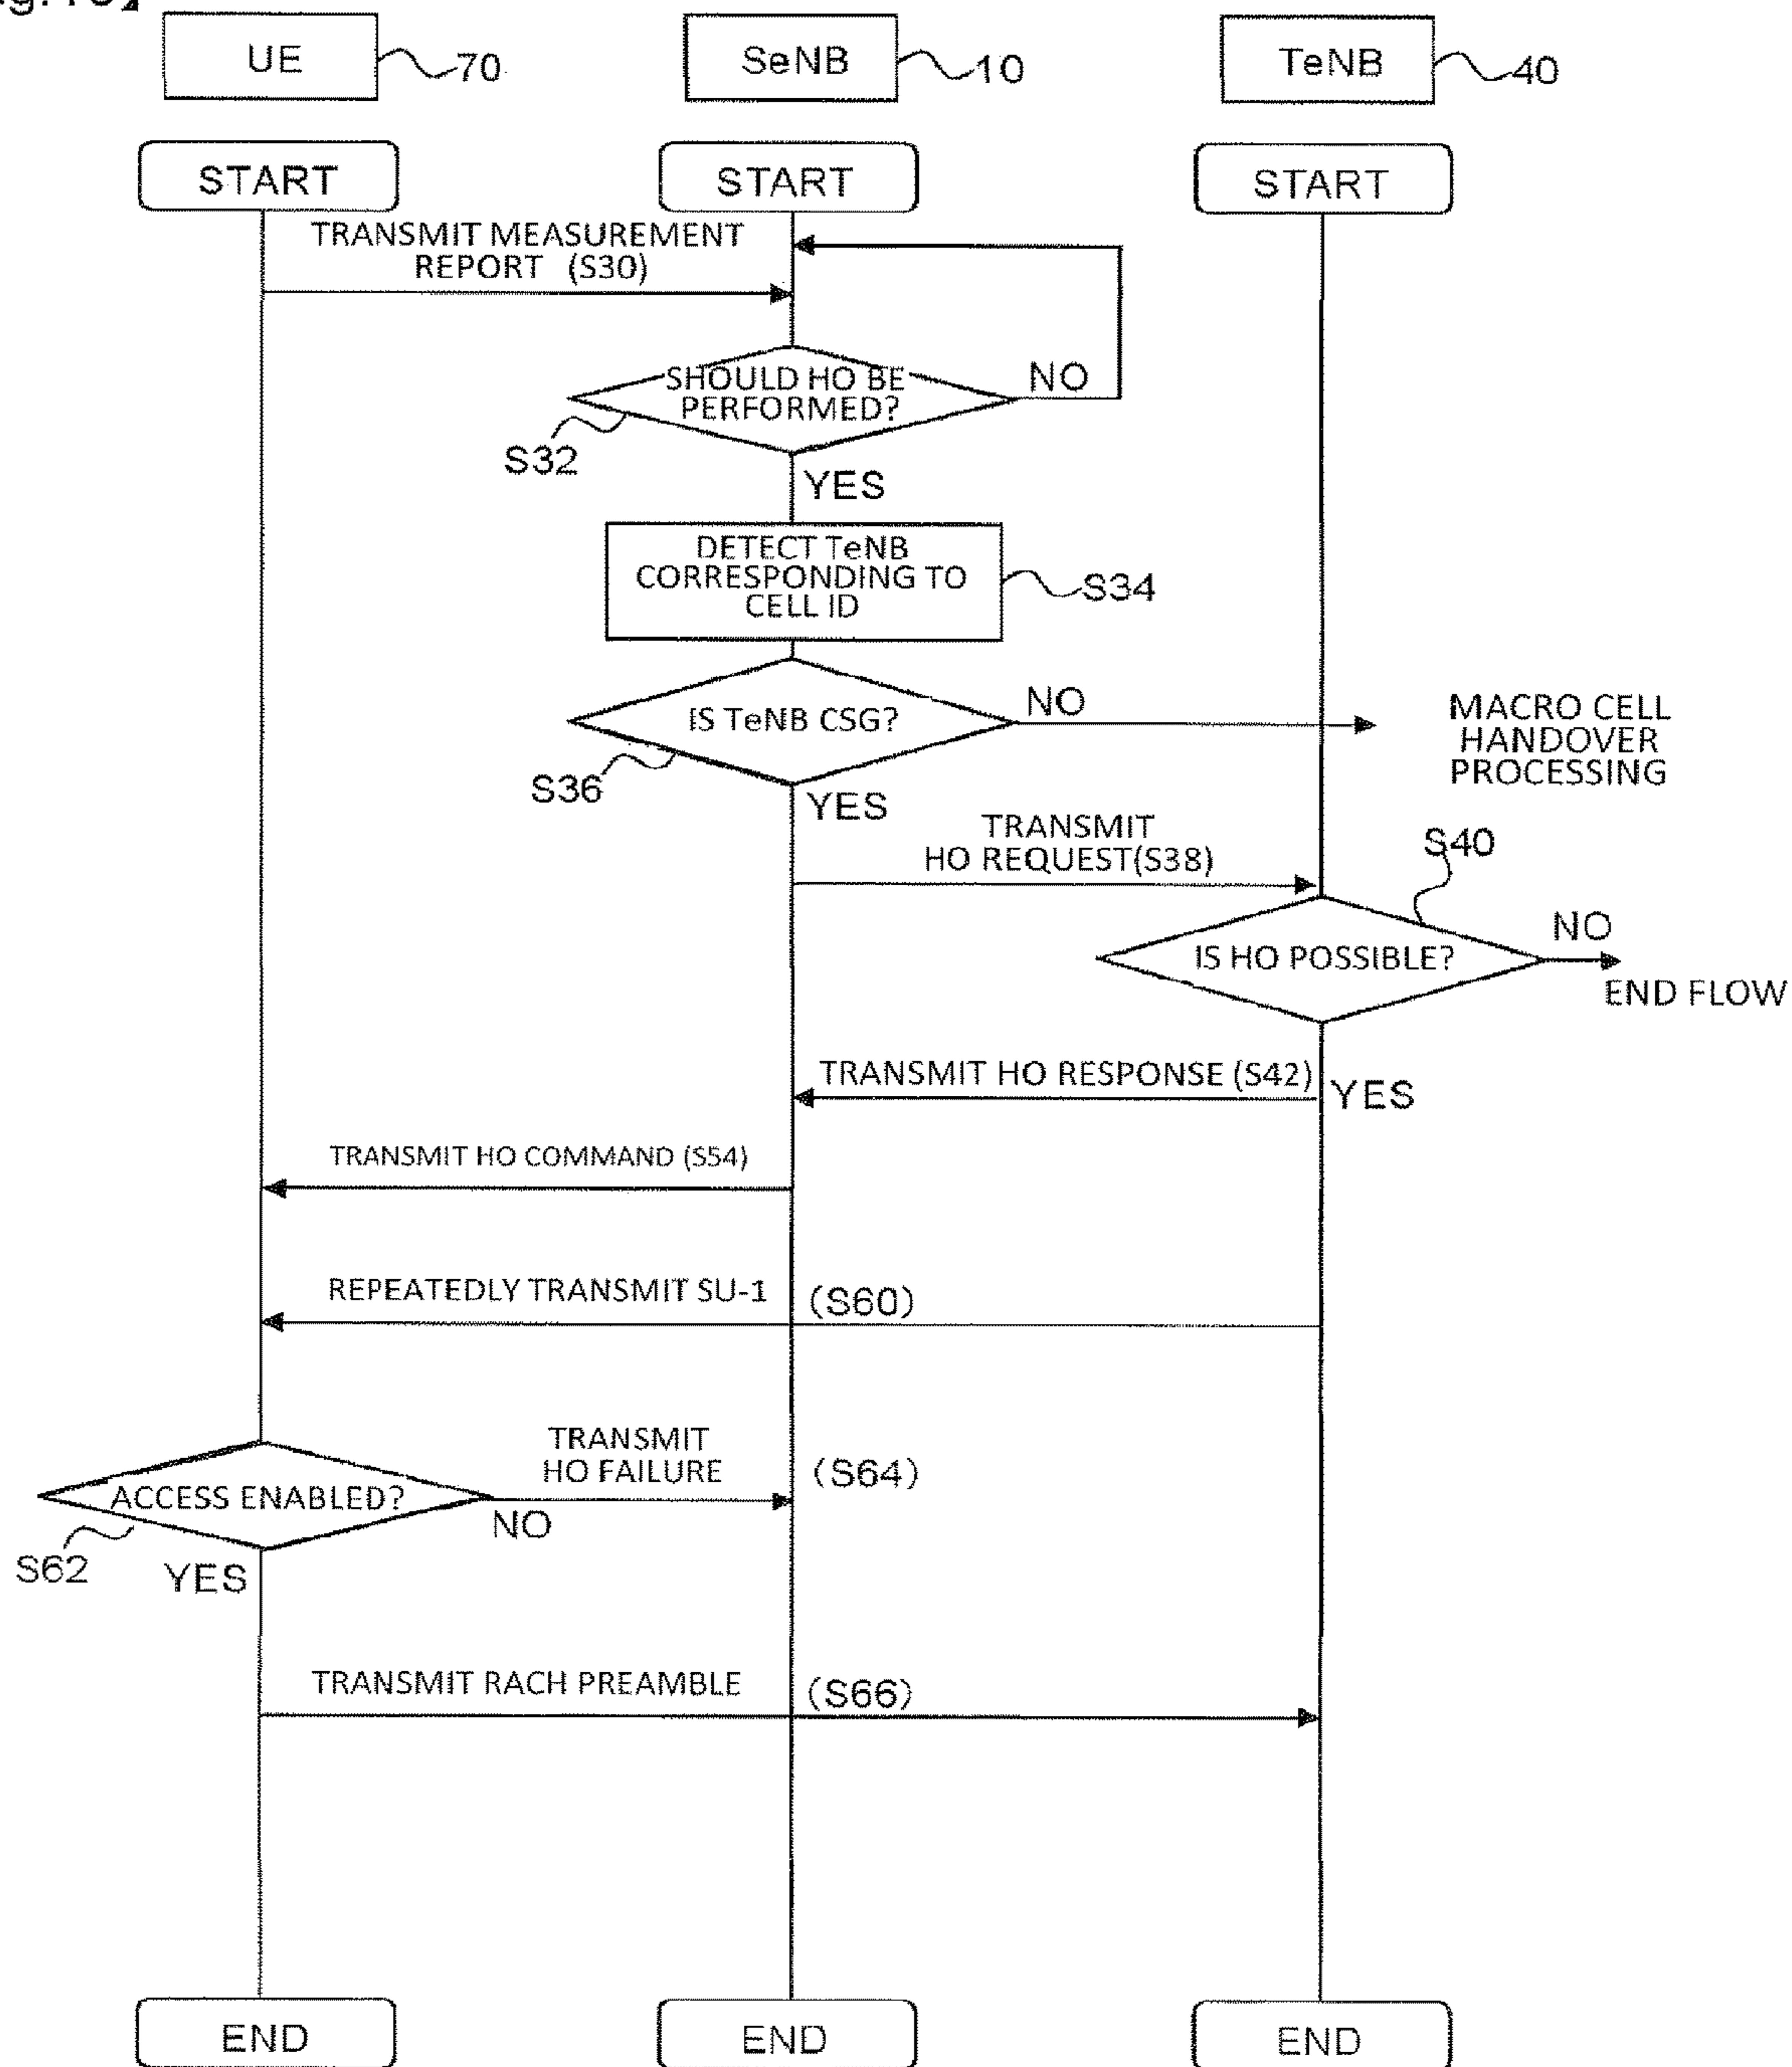 UE 70 SeNB 10 TeNB 40
START START START
TRANSMIT MEASUREMENT
REPORT (S30)
SHOULD HO BE
PERFORMED?
NO
S32
YES
DETECT TeNB
CORRESPONDING TO
CELL ID
S34
IS TeNB CSG?
NO
S36
YES
MACRO CELL
HANDOVER
PROCESSING
TRANSMIT
HO REQUEST(S38)
S40
IS HO POSSIBLE?
NO
END FLOW
TRANSMIT HO RESPONSE (S42)
YES
TRANSMIT HO COMMAND (S54)
REPEATEDLY TRANSMIT SU-1 (S60)
TRANSMIT
HO FAILURE (S64)
ACCESS ENABLED?
NO
S62
YES
TRANSMIT RACH PREAMBLE (S66)
END END END